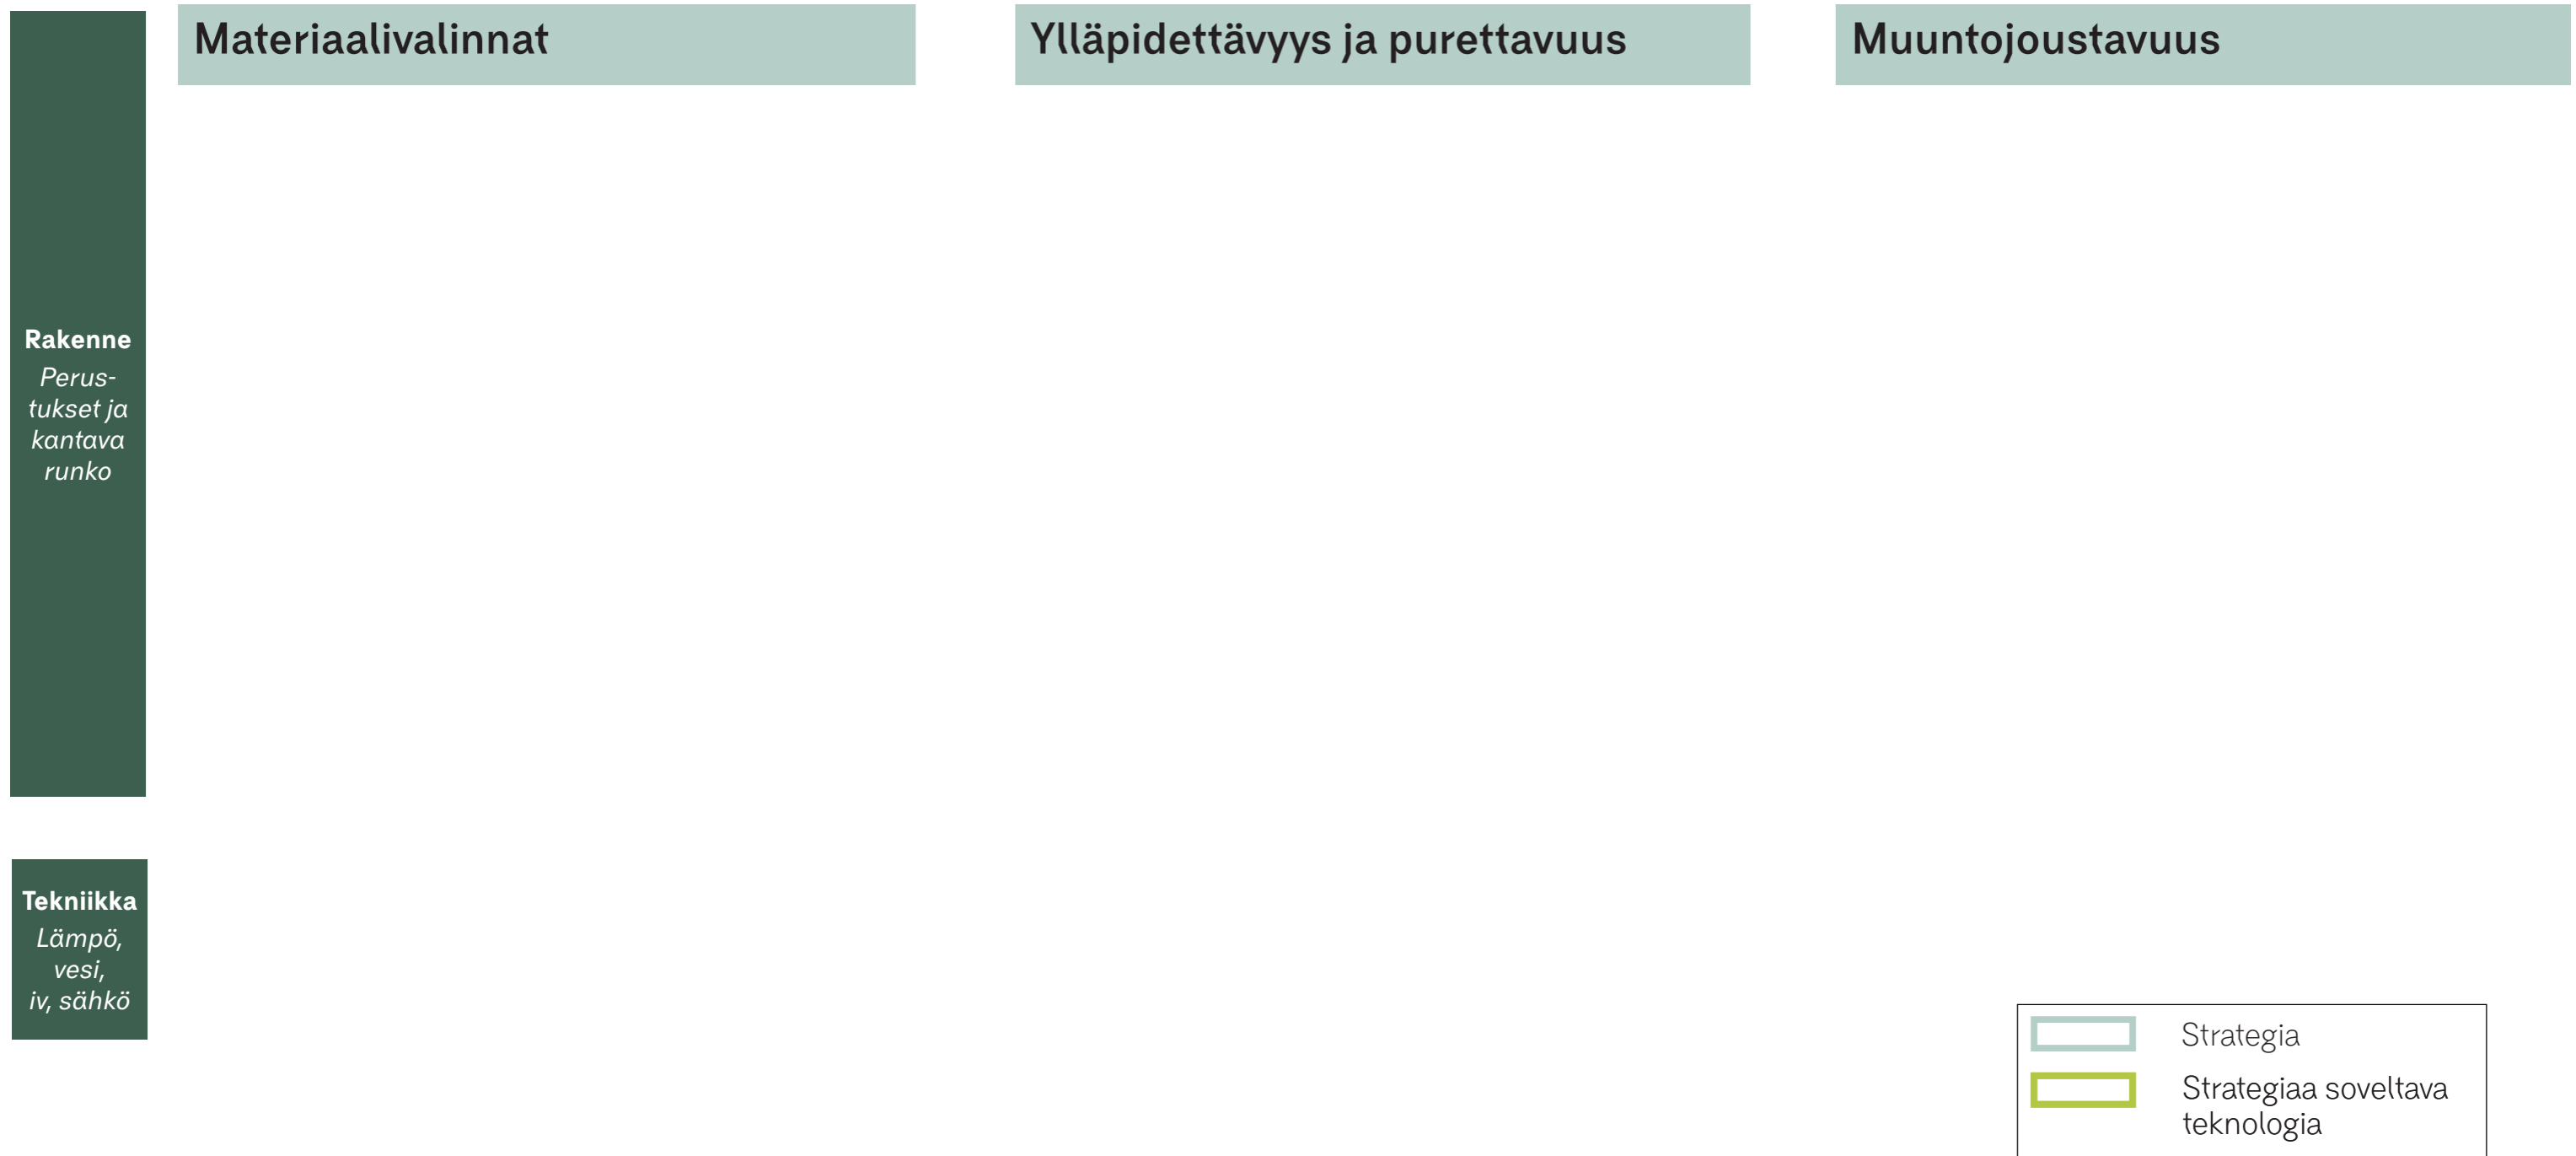 Materiaalivalinnat
Ylläpidettävyys ja purettavuus
Muuntojoustavuus
Rakenne
Perus-
tukset ja
kantava
runko
Tekniikka
Lämpö,
vesi,
iv, sähkö
Strategia
Strategiaa soveltava
teknologia